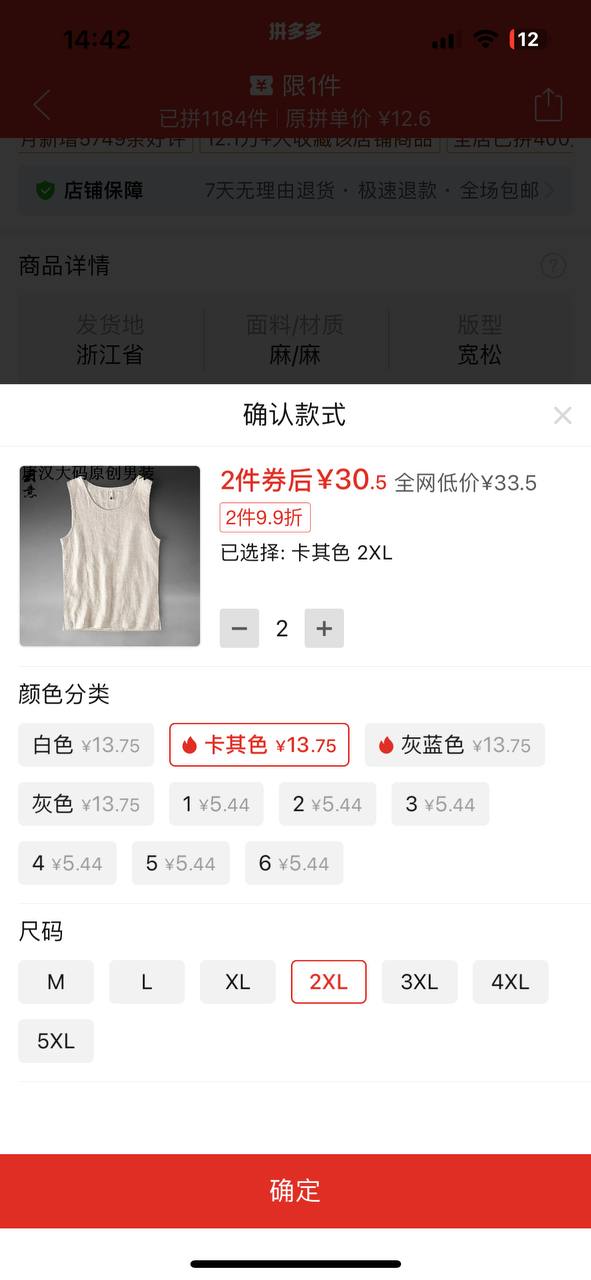 14:42
拼多多
12
限1件
已拼1184件 | 原拼单价 ¥12.6
月新增5749条好评 12.1万+人收藏该店铺商品 全店已拼400.
店铺保障 7天无理由退货 · 极速退款 · 全场包邮
商品详情 ?
发货地 面料/材质 版型
浙江省 麻/麻 宽松
确认款式
唐汉大码原创男装
2件券后¥30.5 全网低价¥33.5
2件9.9折
已选择: 卡其色 2XL
2
颜色分类
白色 ¥13.75 卡其色 ¥13.75 灰蓝色 ¥13.75
灰色 ¥13.75 1 ¥5.44 2 ¥5.44 3 ¥5.44
4 ¥5.44 5 ¥5.44 6 ¥5.44
尺码
M L XL 2XL 3XL 4XL
5XL
确定